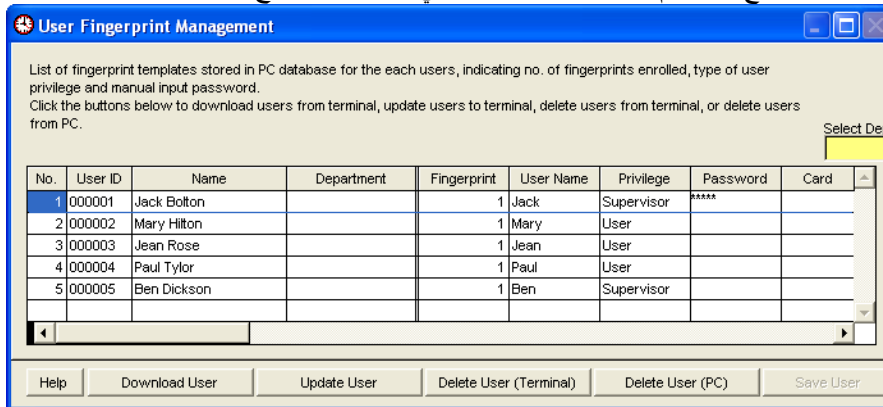 User Fingerprint Management
List of fingerprint templates stored in PC database for the each users, indicating no. of fingerprints enrolled, type of user
privilege and manual input password.
Click the buttons below to download users from terminal, update users to terminal, delete users from terminal, or delete users
from PC.
Select De
No. User ID Name Department Fingerprint User Name Privilege Password Card
1 000001 Jack Bolton 1 Jack Supervisor *****
2 000002 Mary Hilton 1 Mary User
3 000003 Jean Rose 1 Jean User
4 000004 Paul Tylor 1 Paul User
5 000005 Ben Dickson 1 Ben Supervisor
Help Download User Update User Delete User (Terminal) Delete User (PC) Save User